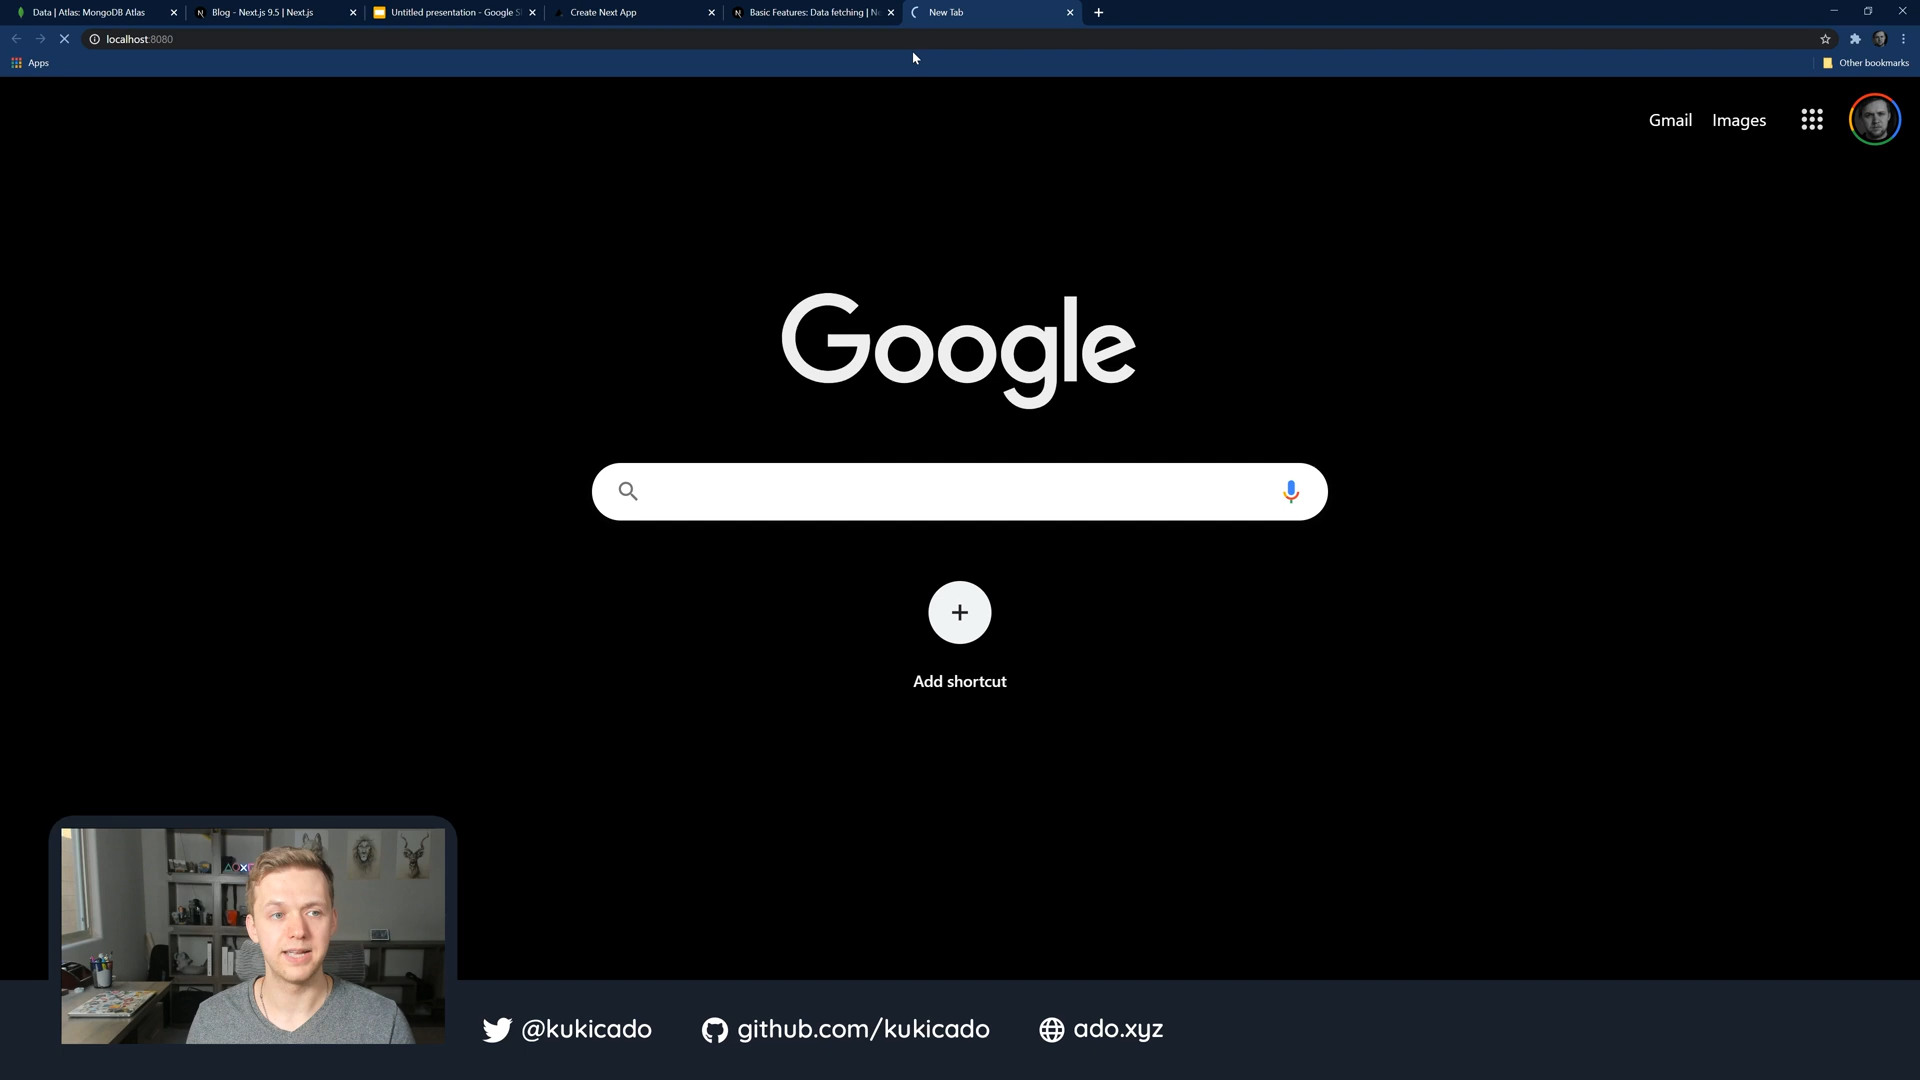 Data | Atlas: MongoDB Atlas
Blog - Next.js 9.5 | Next.js
Untitled presentation - Google S
Create Next App
Basic Features: Data fetching | Ne
New Tab
localhost:8080
Apps
Other bookmarks
Gmail
Images
Google
Add shortcut
@kukicado
github.com/kukicado
ado.xyz